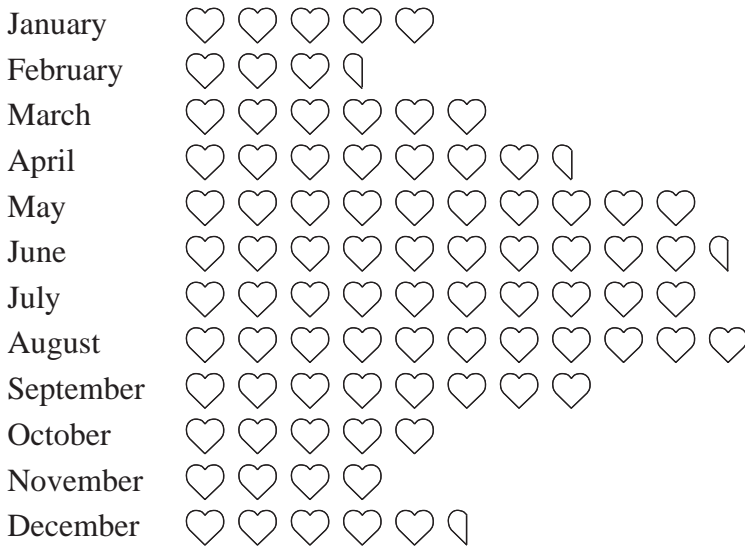 January
February
March
April
May
June
July
August
September
October
November
December